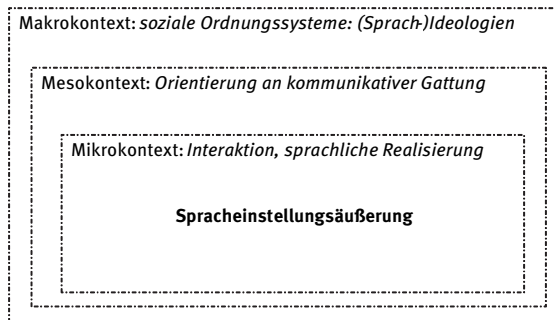 Makrokontext: soziale Ordnungssysteme: (Sprach-)Ideologien
Mesokontext: Orientierung an kommunikativer Gattung
Mikrokontext: Interaktion, sprachliche Realisierung
Spracheinstellungsäußerung